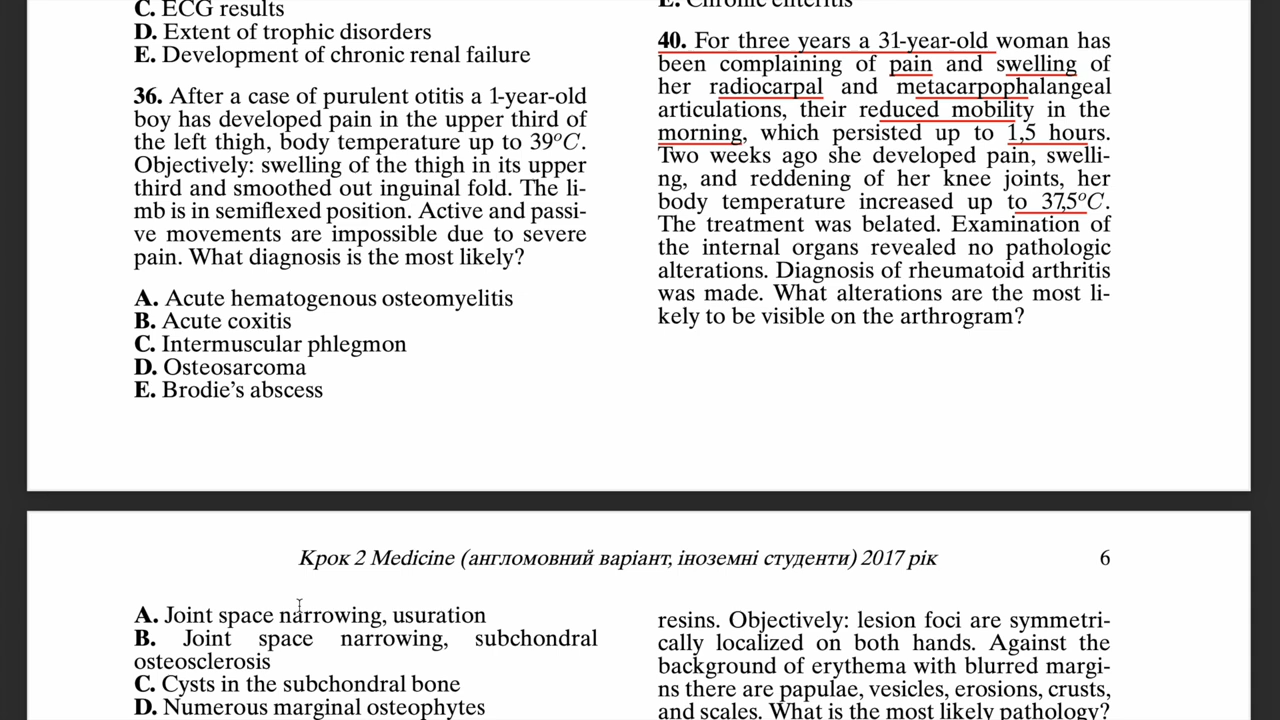 C. ECG results
D. Extent of trophic disorders
E. Development of chronic renal failure
36. After a case of purulent otitis a 1-year-old
boy has developed pain in the upper third of
the left thigh, body temperature up to 39°C.
Objectively: swelling of the thigh in its upper
third and smoothed out inguinal fold. The li-
mb is in semiflexed position. Active and passi-
ve movements are impossible due to severe
pain. What diagnosis is the most likely?
A. Acute hematogenous osteomyelitis
B. Acute coxitis
C. Intermuscular phlegmon
D. Osteosarcoma
E. Brodie's abscess
E. Chronic enteritis
40. For three years a 31-year-old woman has
been complaining of pain and swelling of
her radiocarpal and metacarpophalangeal
articulations, their reduced mobility in the
morning, which persisted up to 1,5 hours.
Two weeks ago she developed pain, swelli-
ng, and reddening of her knee joints, her
body temperature increased up to 37,5°C.
The treatment was belated. Examination of
the internal organs revealed no pathologic
alterations. Diagnosis of rheumatoid arthritis
was made. What alterations are the most li-
kely to be visible on the arthrogram?
Крок 2 Medicine (англомовний варіант, іноземні студенти) 2017 рік 6
A. Joint space narrowing, usuration
B. Joint space narrowing, subchondral
osteosclerosis
C. Cysts in the subchondral bone
D. Numerous marginal osteophytes
resins. Objectively: lesion foci are symmetri-
cally localized on both hands. Against the
background of erythema with blurred margi-
ns there are papulae, vesicles, erosions, crusts,
and scales. What is the most likely pathology?